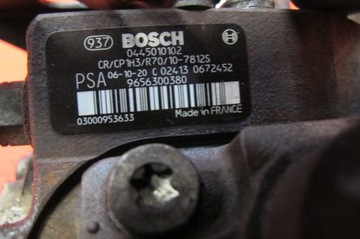 937 BOSCH
0445010102
CR/CP1H3/R70/10-7812S
PSA 06-10-20 C 02413 0672452
9656300380
03000953633 Made in FRANCE